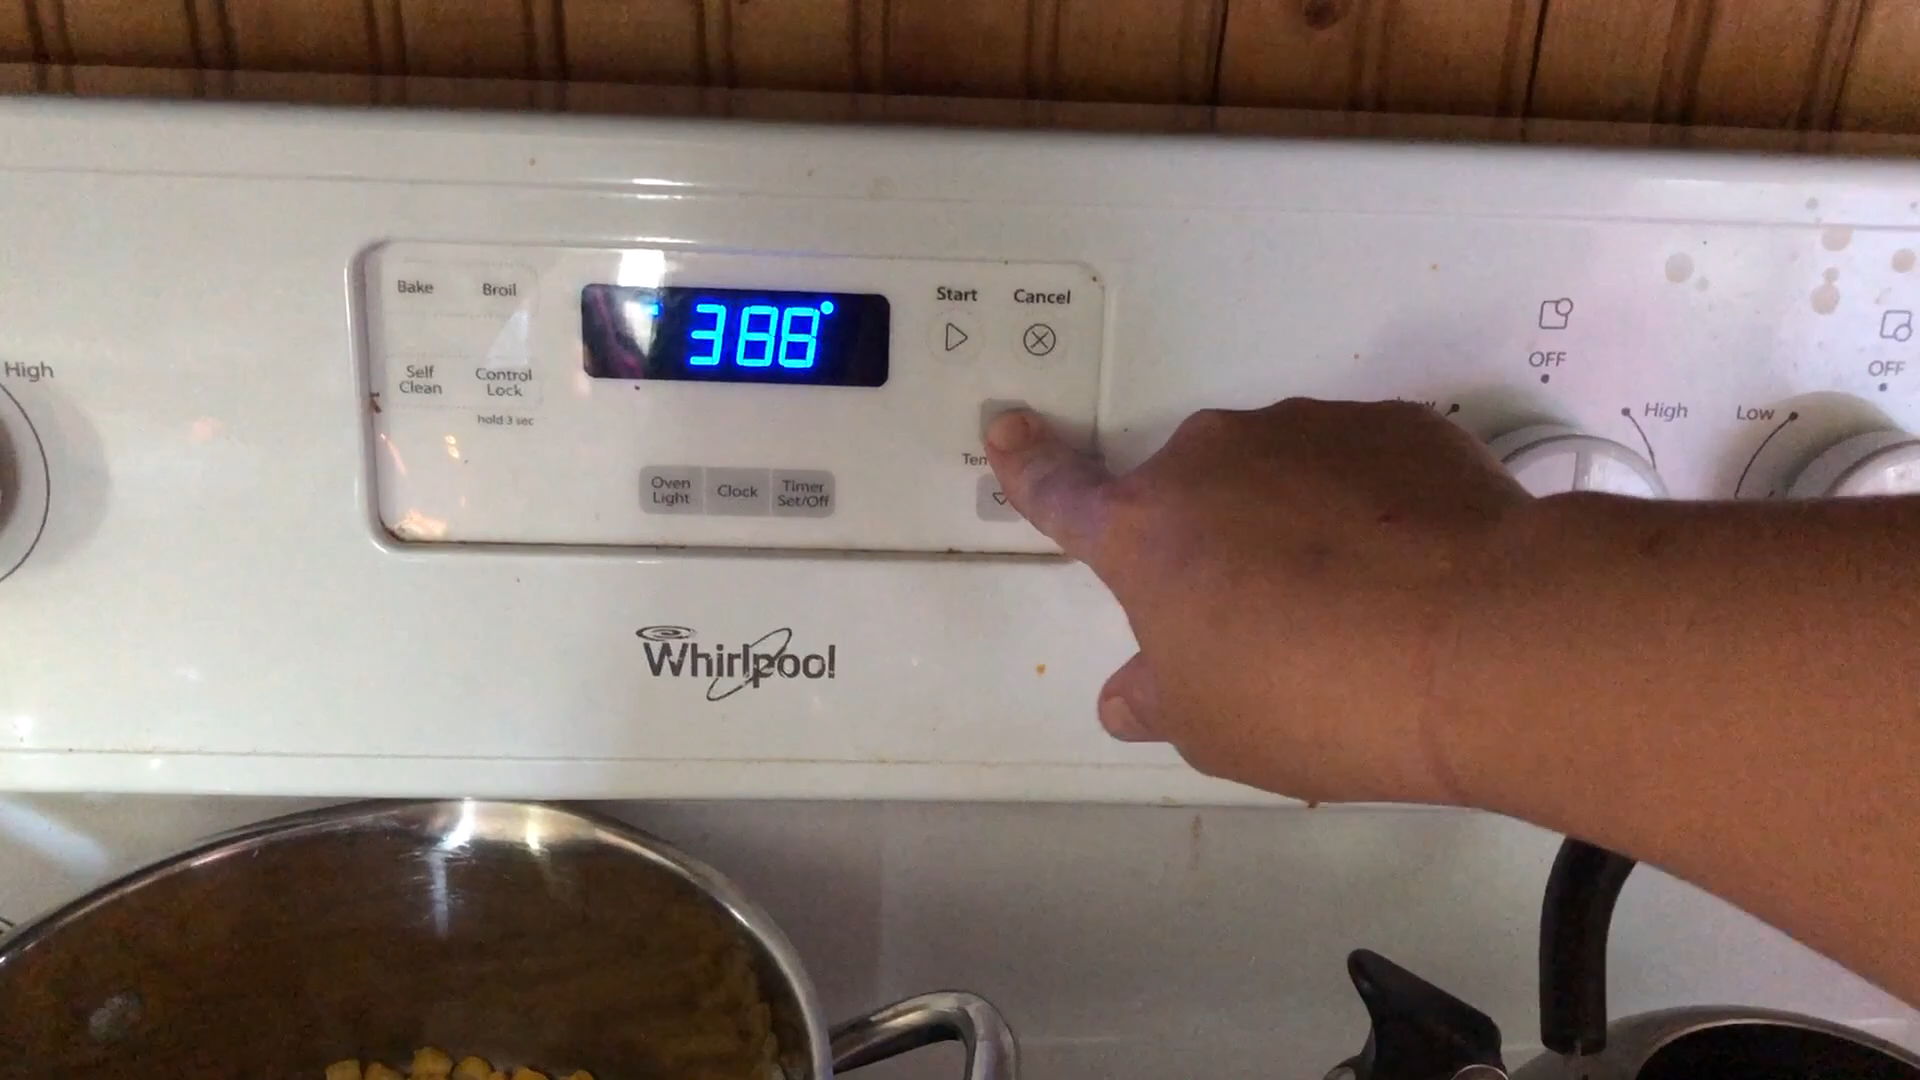 High
Bake
Broil
Self
Clean
Control
Lock
hold 3 sec
388°
Start
Cancel
Oven
Light
Clock
Timer
Set/Off
Whirlpool
OFF
High
Low
OFF